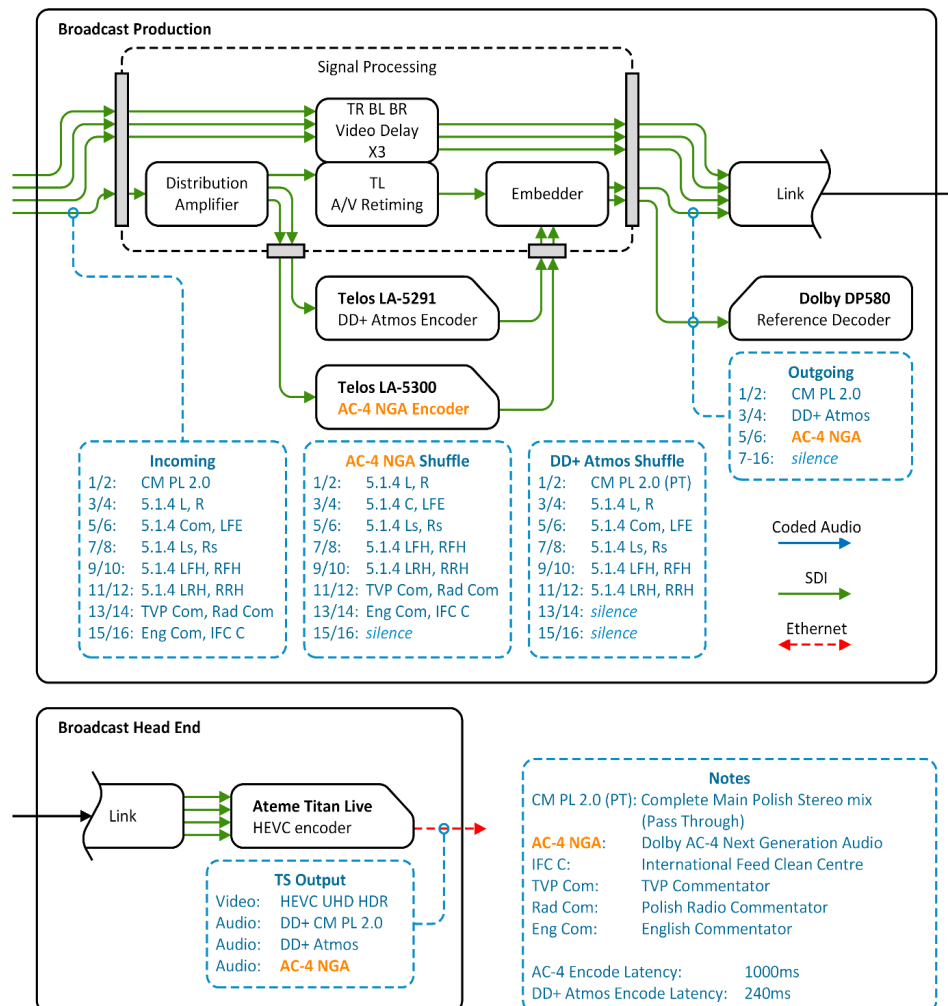 Broadcast Production
Signal Processing
TR BL BR
Video Delay
X3
Distribution
Amplifier
TL
A/V Retiming
Embedder
Link
Telos LA-5291
DD+ Atmos Encoder
Dolby DP580
Reference Decoder
Telos LA-5300
AC-4 NGA Encoder
Outgoing
1/2: CM PL 2.0
3/4: DD+ Atmos
5/6: AC-4 NGA
7-16: silence
Incoming
1/2: CM PL 2.0
3/4: 5.1.4 L, R
5/6: 5.1.4 Com, LFE
7/8: 5.1.4 Ls, Rs
9/10: 5.1.4 LFH, RFH
11/12: 5.1.4 LRH, RRH
13/14: TVP Com, Rad Com
15/16: Eng Com, IFC C
AC-4 NGA Shuffle
1/2: 5.1.4 L, R
3/4: 5.1.4 C, LFE
5/6: 5.1.4 Ls, Rs
7/8: 5.1.4 LFH, RFH
9/10: 5.1.4 LRH, RRH
11/12: TVP Com, Rad Com
13/14: Eng Com, IFC C
15/16: silence
DD+ Atmos Shuffle
1/2: CM PL 2.0 (PT)
3/4: 5.1.4 L, R
5/6: 5.1.4 Com, LFE
7/8: 5.1.4 Ls, Rs
9/10: 5.1.4 LFH, RFH
11/12: 5.1.4 LRH, RRH
13/14: silence
15/16: silence
Coded Audio
SDI
Ethernet
Broadcast Head End
Link
Ateme Titan Live
HEVC encoder
TS Output
Video: HEVC UHD HDR
Audio: DD+ CM PL 2.0
Audio: DD+ Atmos
Audio: AC-4 NGA
Notes
CM PL 2.0 (PT): Complete Main Polish Stereo mix
(Pass Through)
AC-4 NGA: Dolby AC-4 Next Generation Audio
IFC C: International Feed Clean Centre
TVP Com: TVP Commentator
Rad Com: Polish Radio Commentator
Eng Com: English Commentator
AC-4 Encode Latency: 1000ms
DD+ Atmos Encode Latency: 240ms